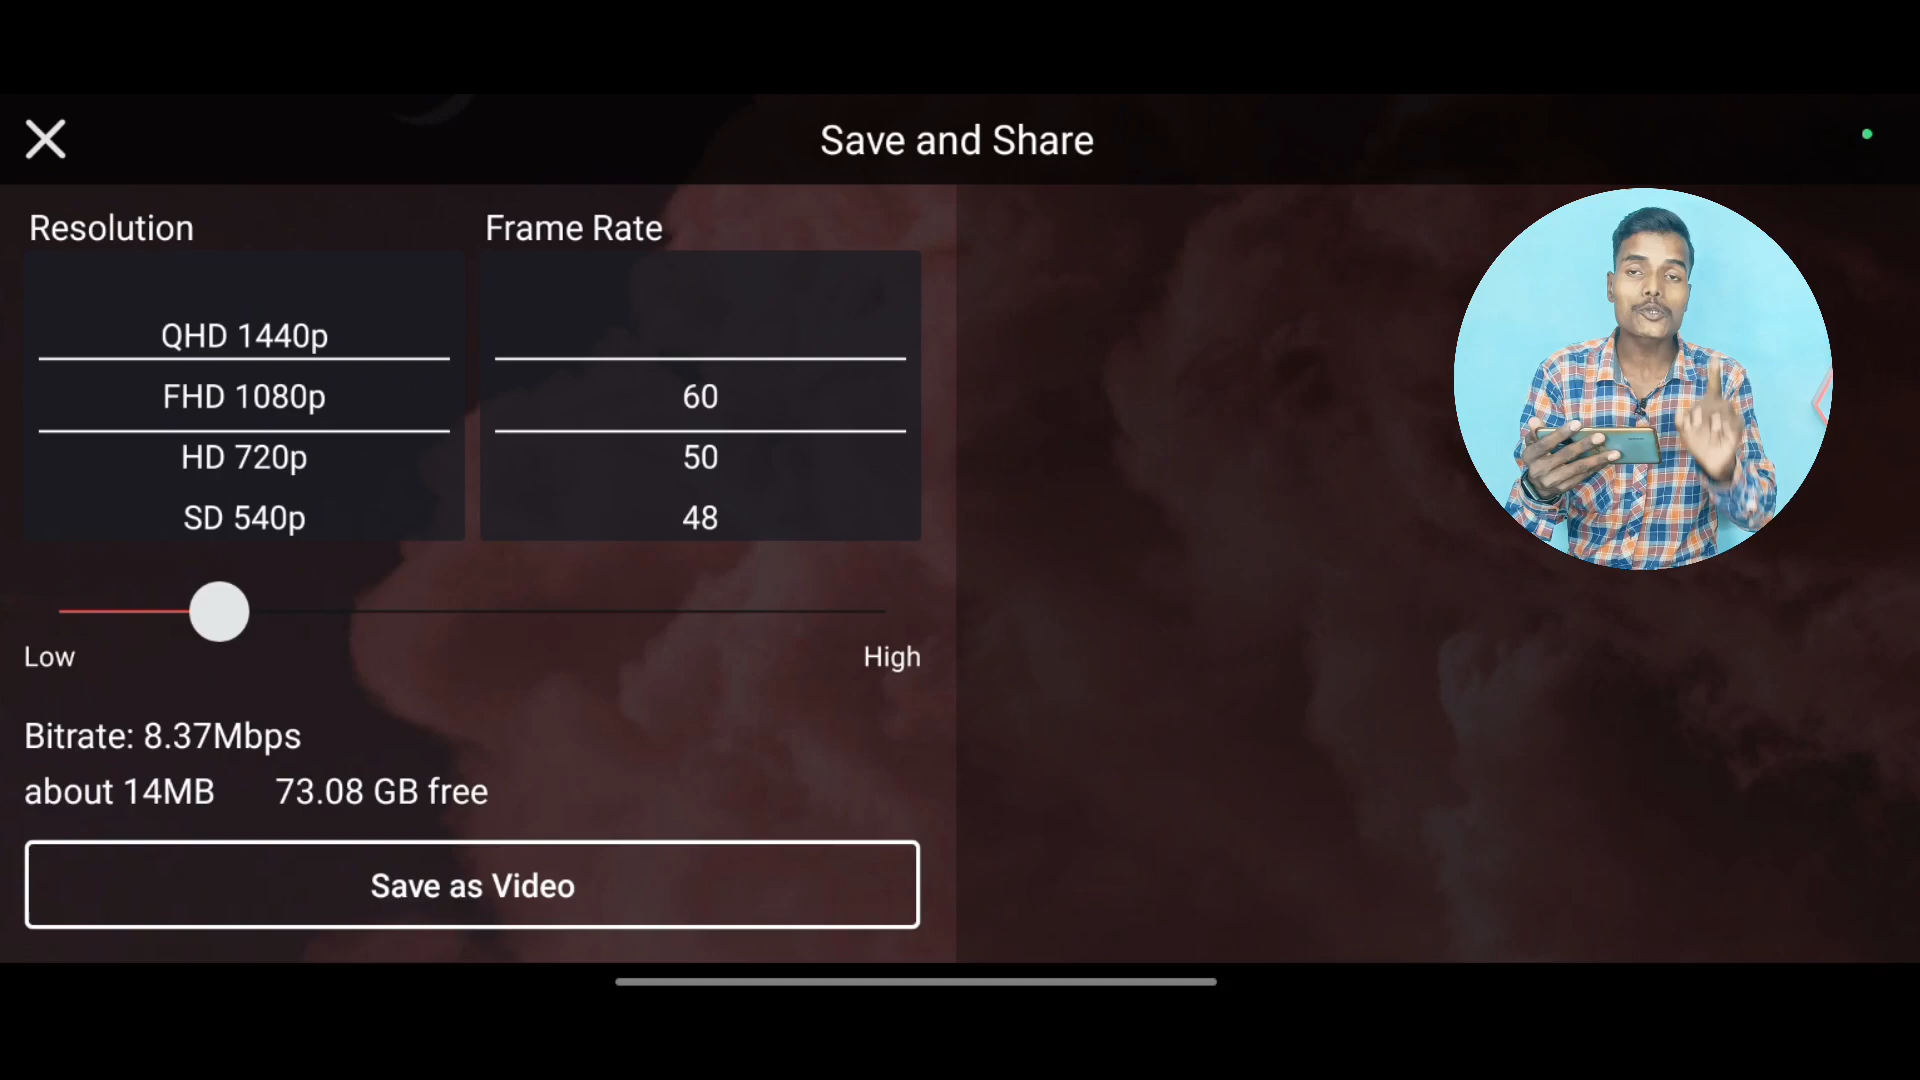 Save and Share
Resolution
Frame Rate
QHD 1440p
FHD 1080p
60
HD 720p
50
SD 540p
48
Low
High
Bitrate: 8.37Mbps
about 14MB 73.08 GB free
Save as Video